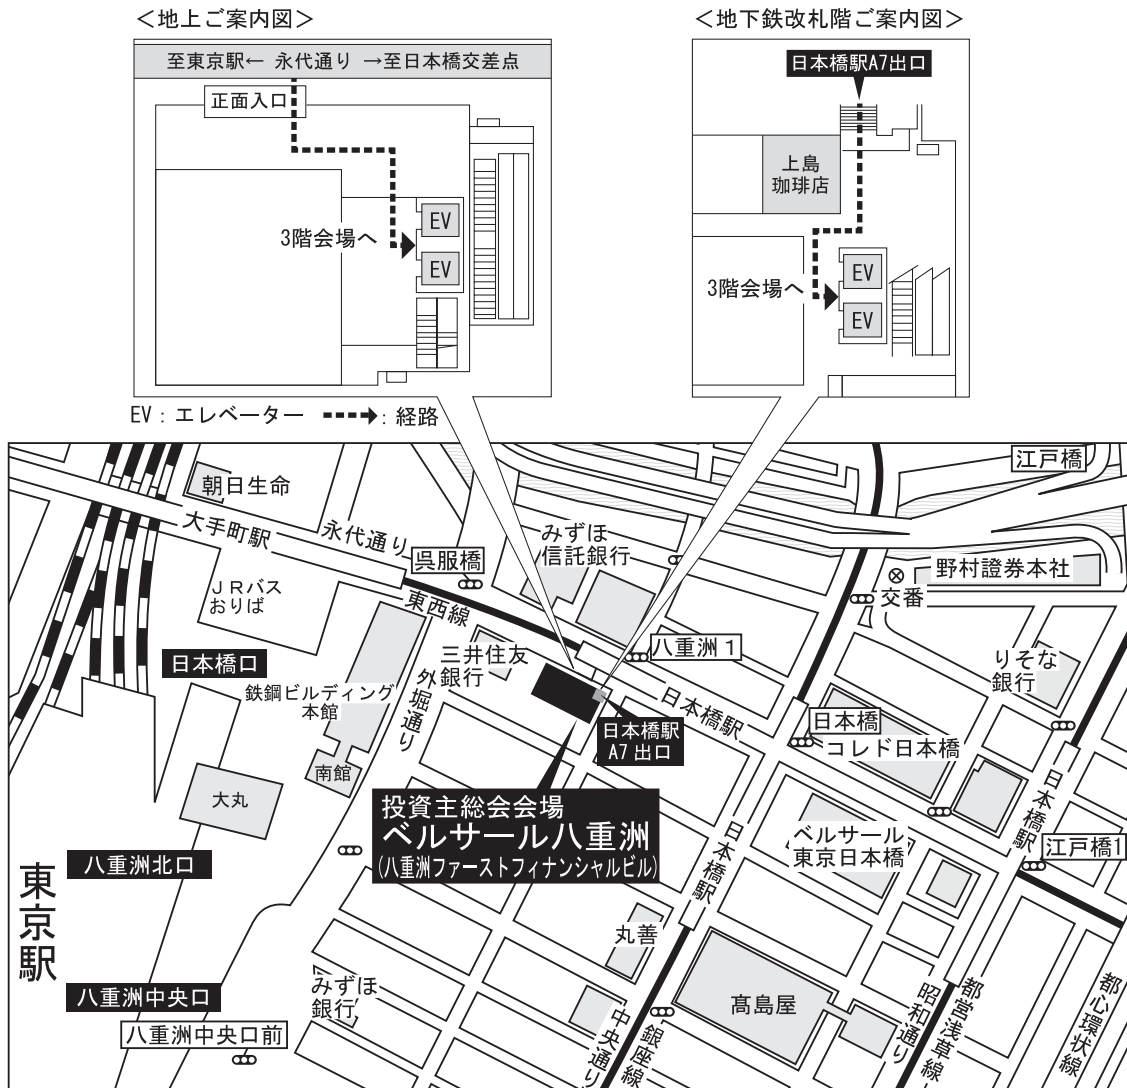 ＜地上ご案内図＞
至東京駅← 永代通り →至日本橋交差点
正面入口
EV
3階会場へ
EV
＜地下鉄改札階ご案内図＞
日本橋駅A7出口
上島
珈琲店
EV
3階会場へ
EV
EV：エレベーター
：経路
江戸橋
朝日生命
大手町駅
永代通り
呉服橋
みずほ
信託銀行
野村證券本社
交番
ＪＲバス
おりば
東西線
八重洲1
りそな
銀行
日本橋口
三井住友
銀行
鉄鋼ビルディング
本館
外堀通り
日本橋駅
日本橋
コレド日本橋
日本橋駅
A7出口
南館
大丸
投資主総会会場
ベルサール八重洲
(八重洲ファーストフィナンシャルビル)
日本橋駅
ベルサール
東京日本橋
日本橋駅
江戸橋1
八重洲北口
東京駅
丸善
みずほ
銀行
髙島屋
八重洲中央口
八重洲中央口前
中央通り
銀座線
昭和通り
都営浅草線
都心環状線